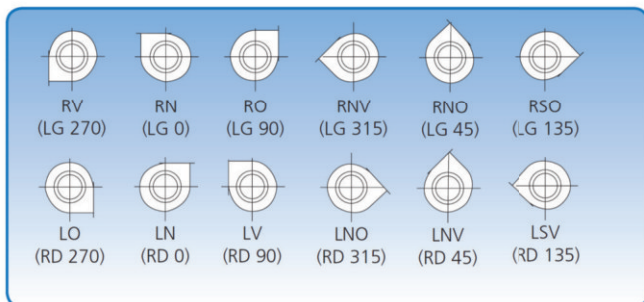 RV RN RO RNV RNO RSO
(LG 270) (LG 0) (LG 90) (LG 315) (LG 45) (LG 135)
LO LN LV LNO LNV LSV
(RD 270) (RD 0) (RD 90) (RD 315) (RD 45) (RD 135)